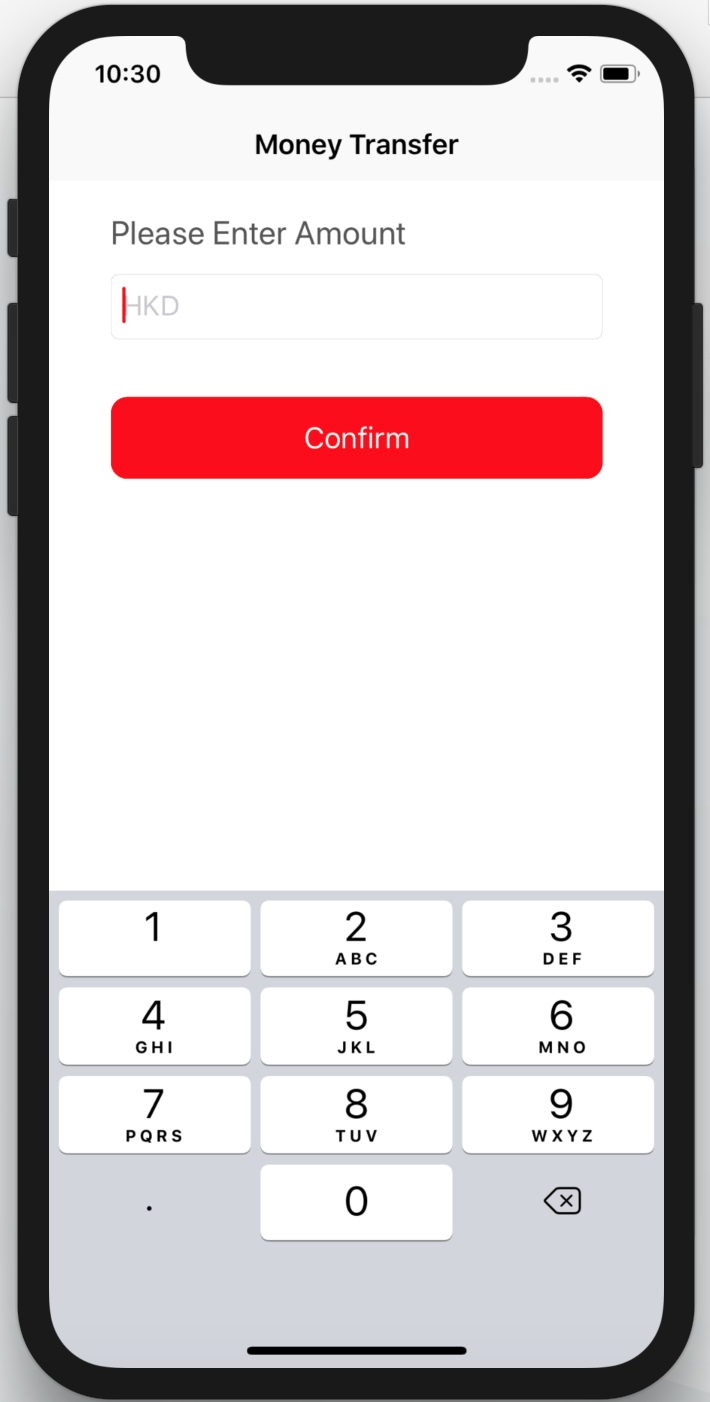 10:30
Money Transfer
Please Enter Amount
HKD
Confirm
1 2 3
ABC DEF
4 5 6
GHI JKL MNO
7 8 9
PQRS TUV WXYZ
. 0